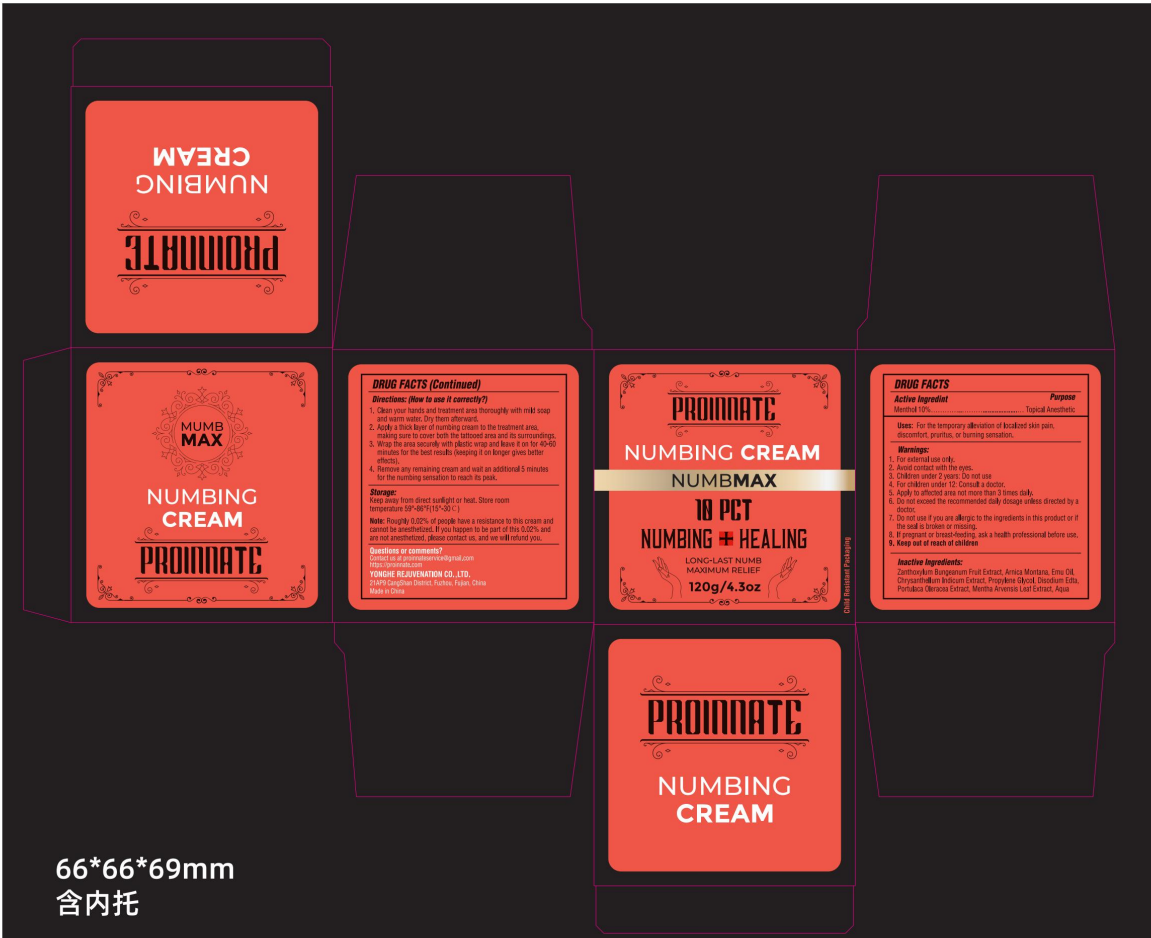 NUMBING
CREAM
PROINNATE
MUMB
MAX
NUMBING
CREAM
PROINNATE
DRUG FACTS (Continued)
Directions: (How to use it correctly?)
1. Clean your hands and treatment area thoroughly with mild soap
and warm water. Dry them afterward.
2. Apply a thick layer of numbing cream to the treatment area,
making sure to cover both the tattooed area and its surroundings.
3. Wrap the area securely with plastic wrap and leave it on for 40-60
minutes for the best results (keeping it on longer gives better
effects).
4. Remove any remaining cream and wait an additional 5 minutes
for the numbing sensation to reach its peak.
Storage:
Keep away from direct sunlight or heat. Store room
temperature 59°-86°F(15°-30℃)
Note: Roughly 0.02% of people have a resistance to this cream and
cannot be anesthetized. If you happen to be part of this 0.02% and
are not anesthetized, please contact us, and we will refund you.
Questions or comments?
Contact us at proinnateservice@gmail.com
https://proinnate.com
YONGHE REJUVENATION CO.,LTD.
21AP9 CangShan District, Fuzhou, Fujian, China
Made in China
PROINNATE
NUMBING CREAM
NUMBMAX
10 PCT
NUMBING + HEALING
LONG-LAST NUMB
MAXIMUM RELIEF
120g/4.3oz
Child Resistant Packaging
DRUG FACTS
Active Ingredient Purpose
Menthol 10%........................................ Topical Anesthetic
Uses: For the temporary alleviation of localized skin pain,
discomfort, pruritus, or burning sensation.
Warnings:
1. For external use only.
2. Avoid contact with the eyes.
3. Children under 2 years: Do not use
4. For children under 12: Consult a doctor.
5. Apply to affected area not more than 3 times daily.
6. Do not exceed the recommended daily dosage unless directed by a
doctor.
7. Do not use if you are allergic to the ingredients in this product or if
the seal is broken or missing.
8. If pregnant or breast-feeding, ask a health professional before use.
9. Keep out of reach of children
Inactive Ingredients:
Zanthoxylum Bungeanum Fruit Extract, Arnica Montana, Emu Oil,
Chrysanthellum Indicum Extract, Propylene Glycol, Disodium Edta,
Portulaca Oleracea Extract, Mentha Arvensis Leaf Extract, Aqua
PROINNATE
NUMBING
CREAM
66*66*69mm
含内托